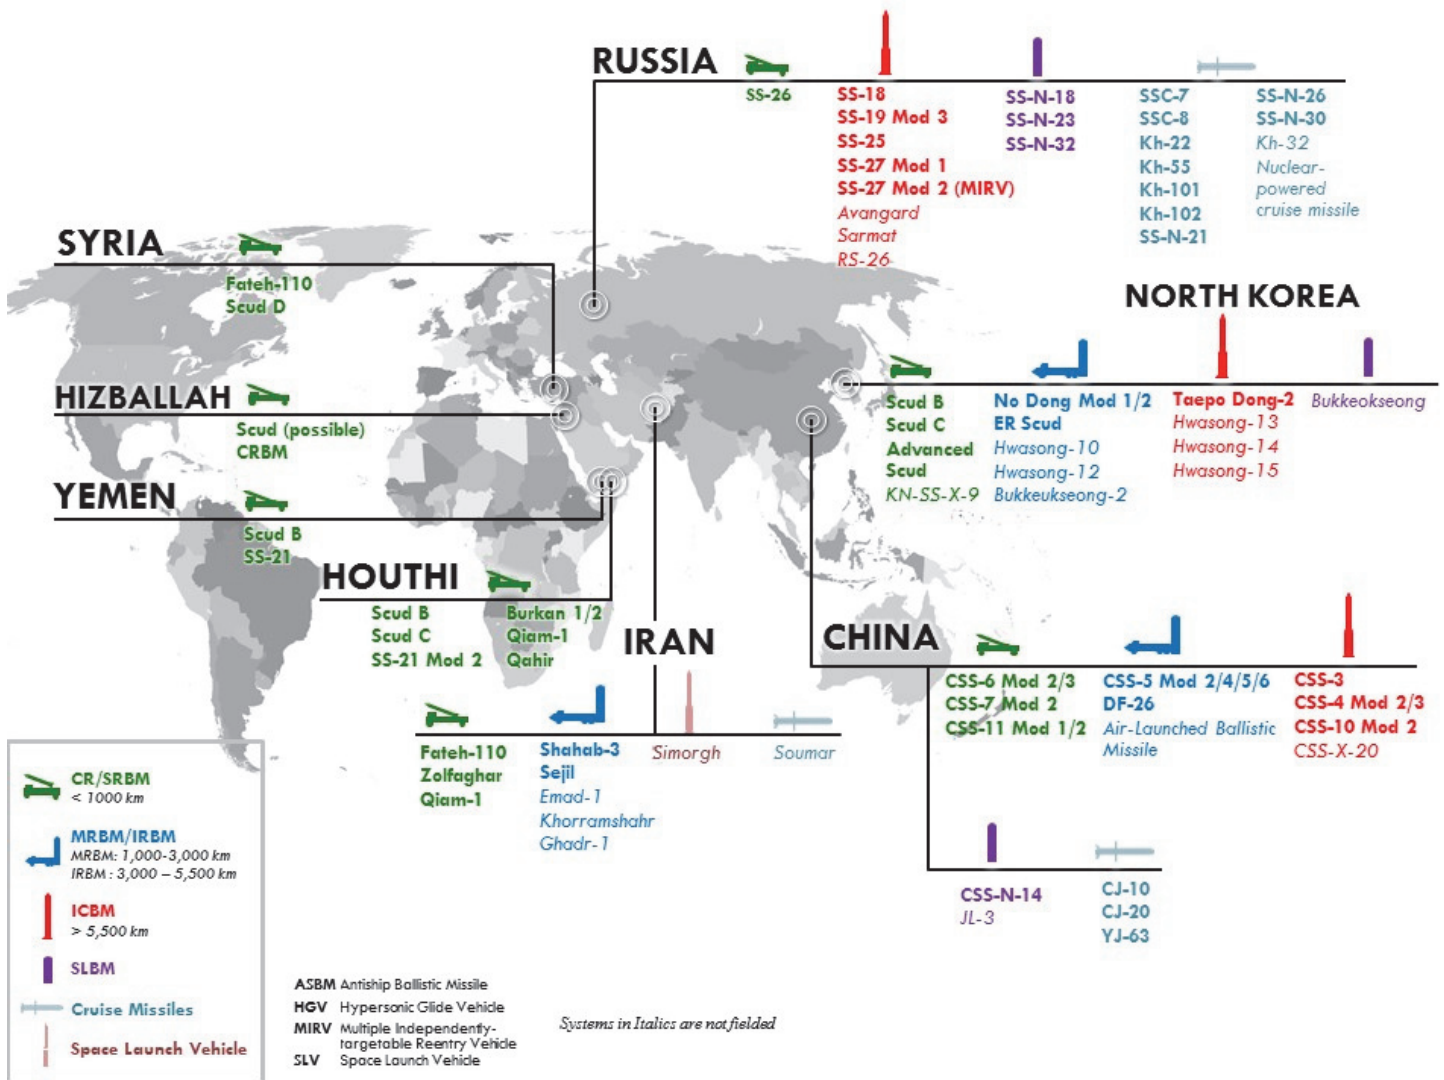 RUSSIA
SS-26
SS-18
SS-19 Mod 3
SS-25
SS-27 Mod 1
SS-27 Mod 2 (MIRV)
Avangard
Sarmat
RS-26
SS-N-18
SS-N-23
SS-N-32
SSC-7
SSC-8
Kh-22
Kh-55
Kh-101
Kh-102
SS-N-21
SS-N-26
SS-N-30
Kh-32
Nuclear-
powered
cruise missile
SYRIA
Fateh-110
Scud D
NORTH KOREA
Scud B
Scud C
Advanced
Scud
KN-SS-X-9
No Dong Mod 1/2
ER Scud
Hwasong-10
Hwasong-12
Bukkeukseong-2
Taepo Dong-2
Hwasong-13
Hwasong-14
Hwasong-15
Bukkeokseong
HIZBALLAH
Scud (possible)
CRBM
YEMEN
Scud B
SS-21
HOUTHI
Scud B
Scud C
SS-21 Mod 2
Burkan 1/2
Qiam-1
Qahir
IRAN
Fateh-110
Zolfaghar
Qiam-1
Shahab-3
Sejil
Emad-1
Khorramshahr
Ghadr-1
Simorgh
Soumar
CHINA
CSS-6 Mod 2/3
CSS-7 Mod 2
CSS-11 Mod 1/2
CSS-5 Mod 2/4/5/6
DF-26
Air-Launched Ballistic
Missile
CSS-3
CSS-4 Mod 2/3
CSS-10 Mod 2
CSS-X-20
CSS-N-14
JL-3
CJ-10
CJ-20
YJ-63
CR/SRBM
< 1000 km
MRBM/IRBM
MRBM: 1,000-3,000 km
IRBM : 3,000 – 5,500 km
ICBM
> 5,500 km
SLBM
Cruise Missiles
Space Launch Vehicle
ASBM Antiship Ballistic Missile
HGV Hypersonic Glide Vehicle
MIRV Multiple Independently-
targetable Reentry Vehicle
SLV Space Launch Vehicle
Systems in Italics are not fielded